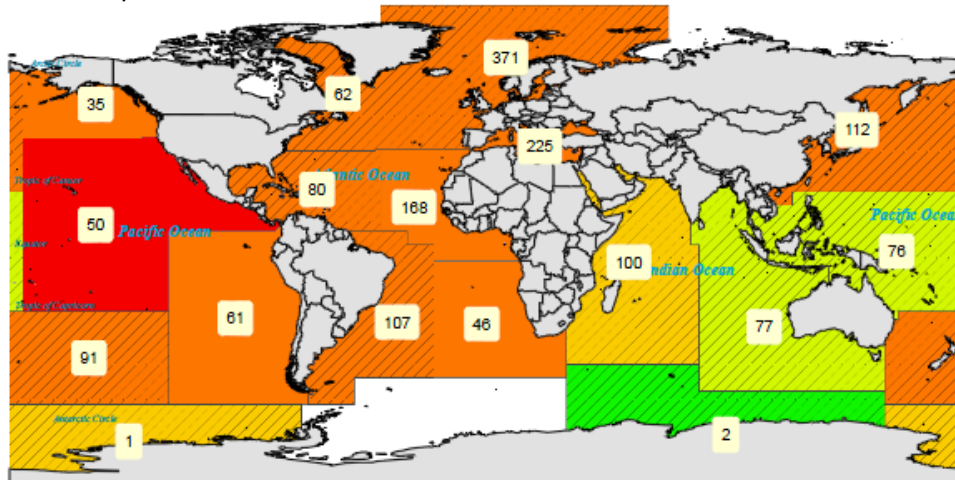 371
Arctic Circle
35
62
112
225
Tropic of Cancer
80
Atlantic Ocean
168
50
Pacific Ocean
Pacific Ocea
Equator
76
100
Indian Ocean
Tropic of Capricorn
61
107
46
77
91
Antarctic Circle
1
2